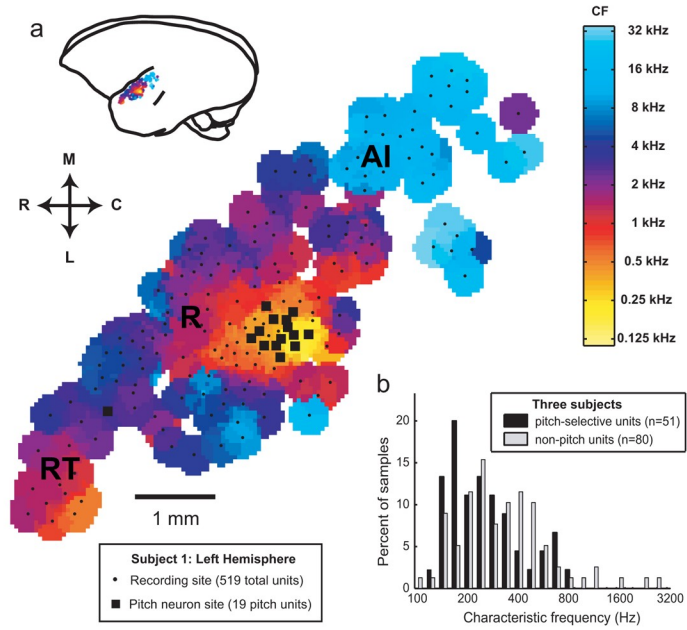 a
CF
32 kHz
16 kHz
8 kHz
4 kHz
2 kHz
1 kHz
0.5 kHz
0.25 kHz
0.125 kHz
M
R
C
L
AI
R
RT
1 mm
Subject 1: Left Hemisphere
Recording site (519 total units)
Pitch neuron site (19 pitch units)
b
Three subjects
pitch-selective units (n=51)
non-pitch units (n=80)
Percent of samples
20
15
10
5
0
100 200 400 800 1600 3200
Characteristic frequency (Hz)